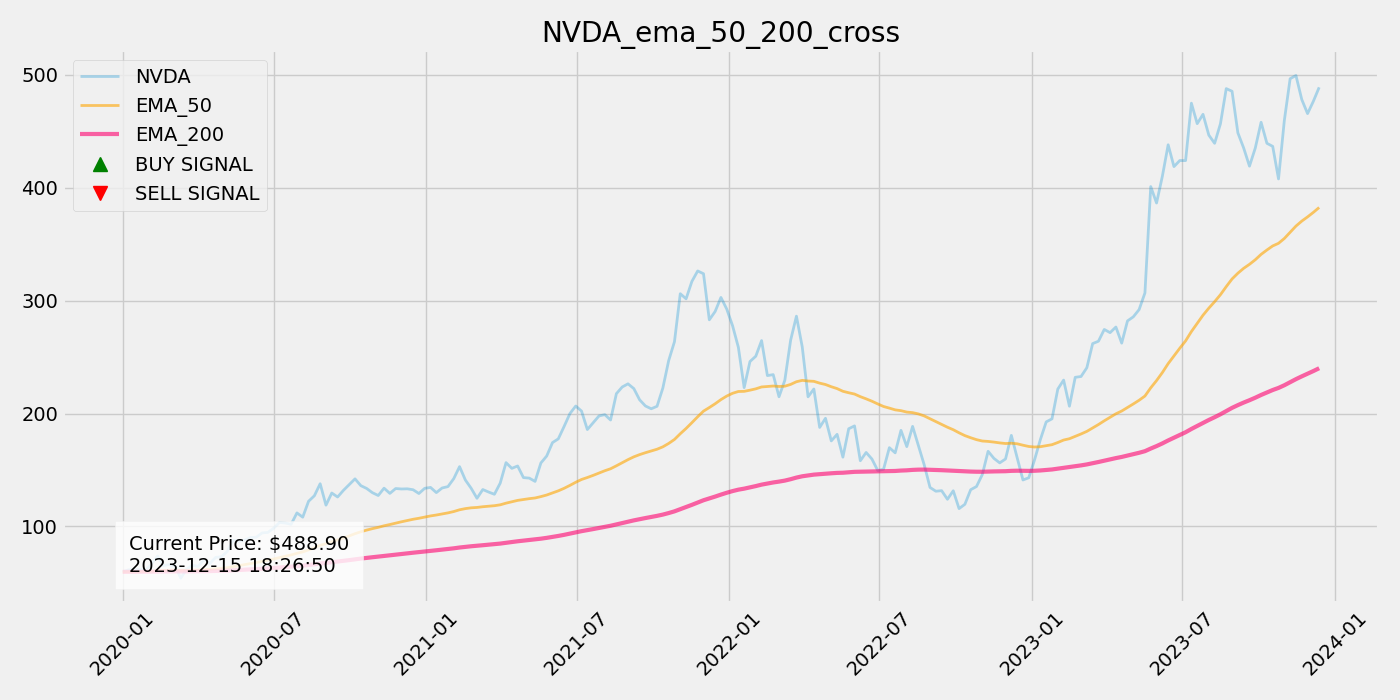 NVDA_ema_50_200_cross
NVDA
EMA_50
EMA_200
BUY SIGNAL
SELL SIGNAL
500
400
300
200
100
Current Price: $488.90
2023-12-15 18:26:50
2020-01
2020-07
2021-01
2021-07
2022-01
2022-07
2023-01
2023-07
2024-01